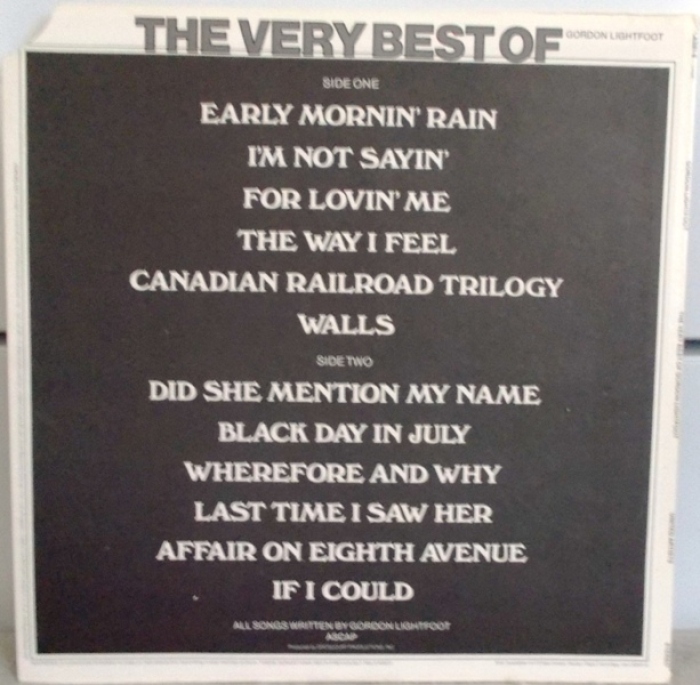 THE VERY BEST OF GORDON LIGHTFOOT
SIDE ONE
EARLY MORNIN' RAIN
I'M NOT SAYIN'
FOR LOVIN' ME
THE WAY I FEEL
CANADIAN RAILROAD TRILOGY
WALLS
SIDE TWO
DID SHE MENTION MY NAME
BLACK DAY IN JULY
WHEREFORE AND WHY
LAST TIME I SAW HER
AFFAIR ON EIGHTH AVENUE
IF I COULD
ALL SONGS WRITTEN BY GORDON LIGHTFOOT
ASCAP